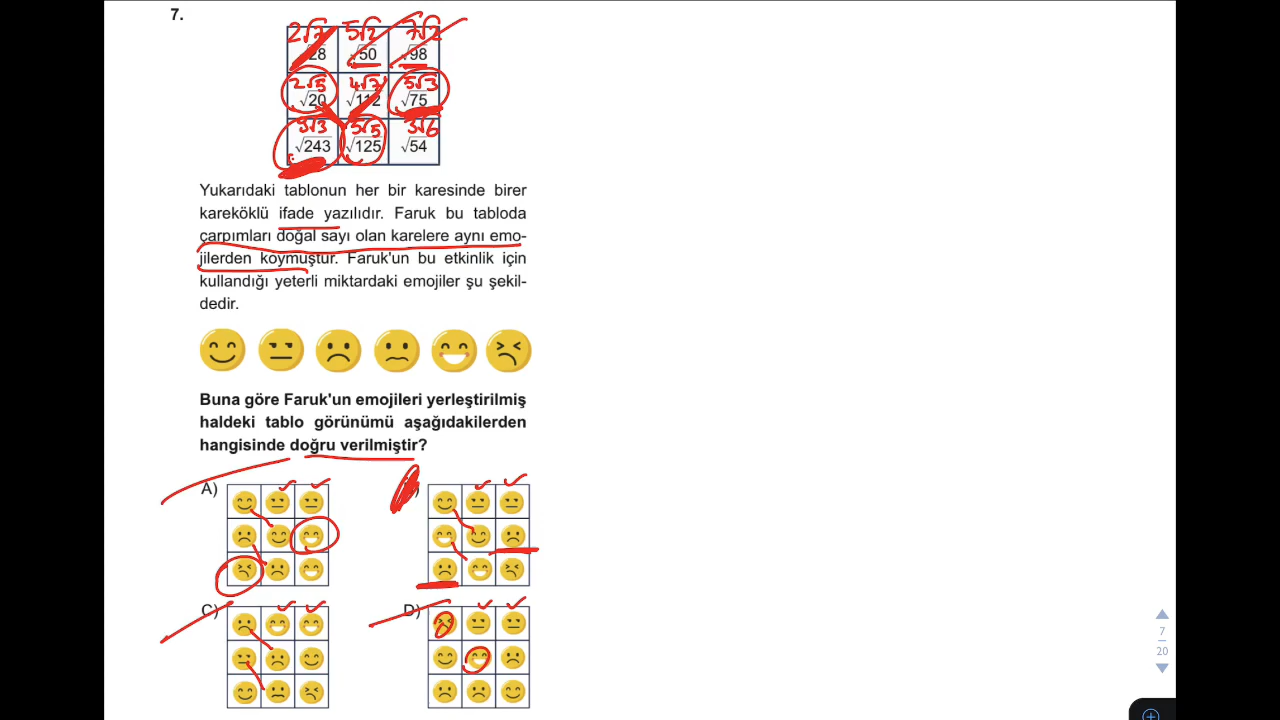 7.
2√7 5√2 7√2
√28 √50 √98
2√5 4√7 5√3
√20 √112 √75
9√3 5√5 3√6
√243 √125 √54
Yukarıdaki tablonun her bir karesinde birer
kareköklü ifade yazılıdır. Faruk bu tabloda
çarpımları doğal sayı olan karelere aynı emo-
jilerden koymuştur. Faruk'un bu etkinlik için
kullandığı yeterli miktardaki emojiler şu şekil-
dedir.
Buna göre Faruk'un emojileri yerleştirilmiş
haldeki tablo görünümü aşağıdakilerden
hangisinde doğru verilmiştir?
A)
C) D)
7
20